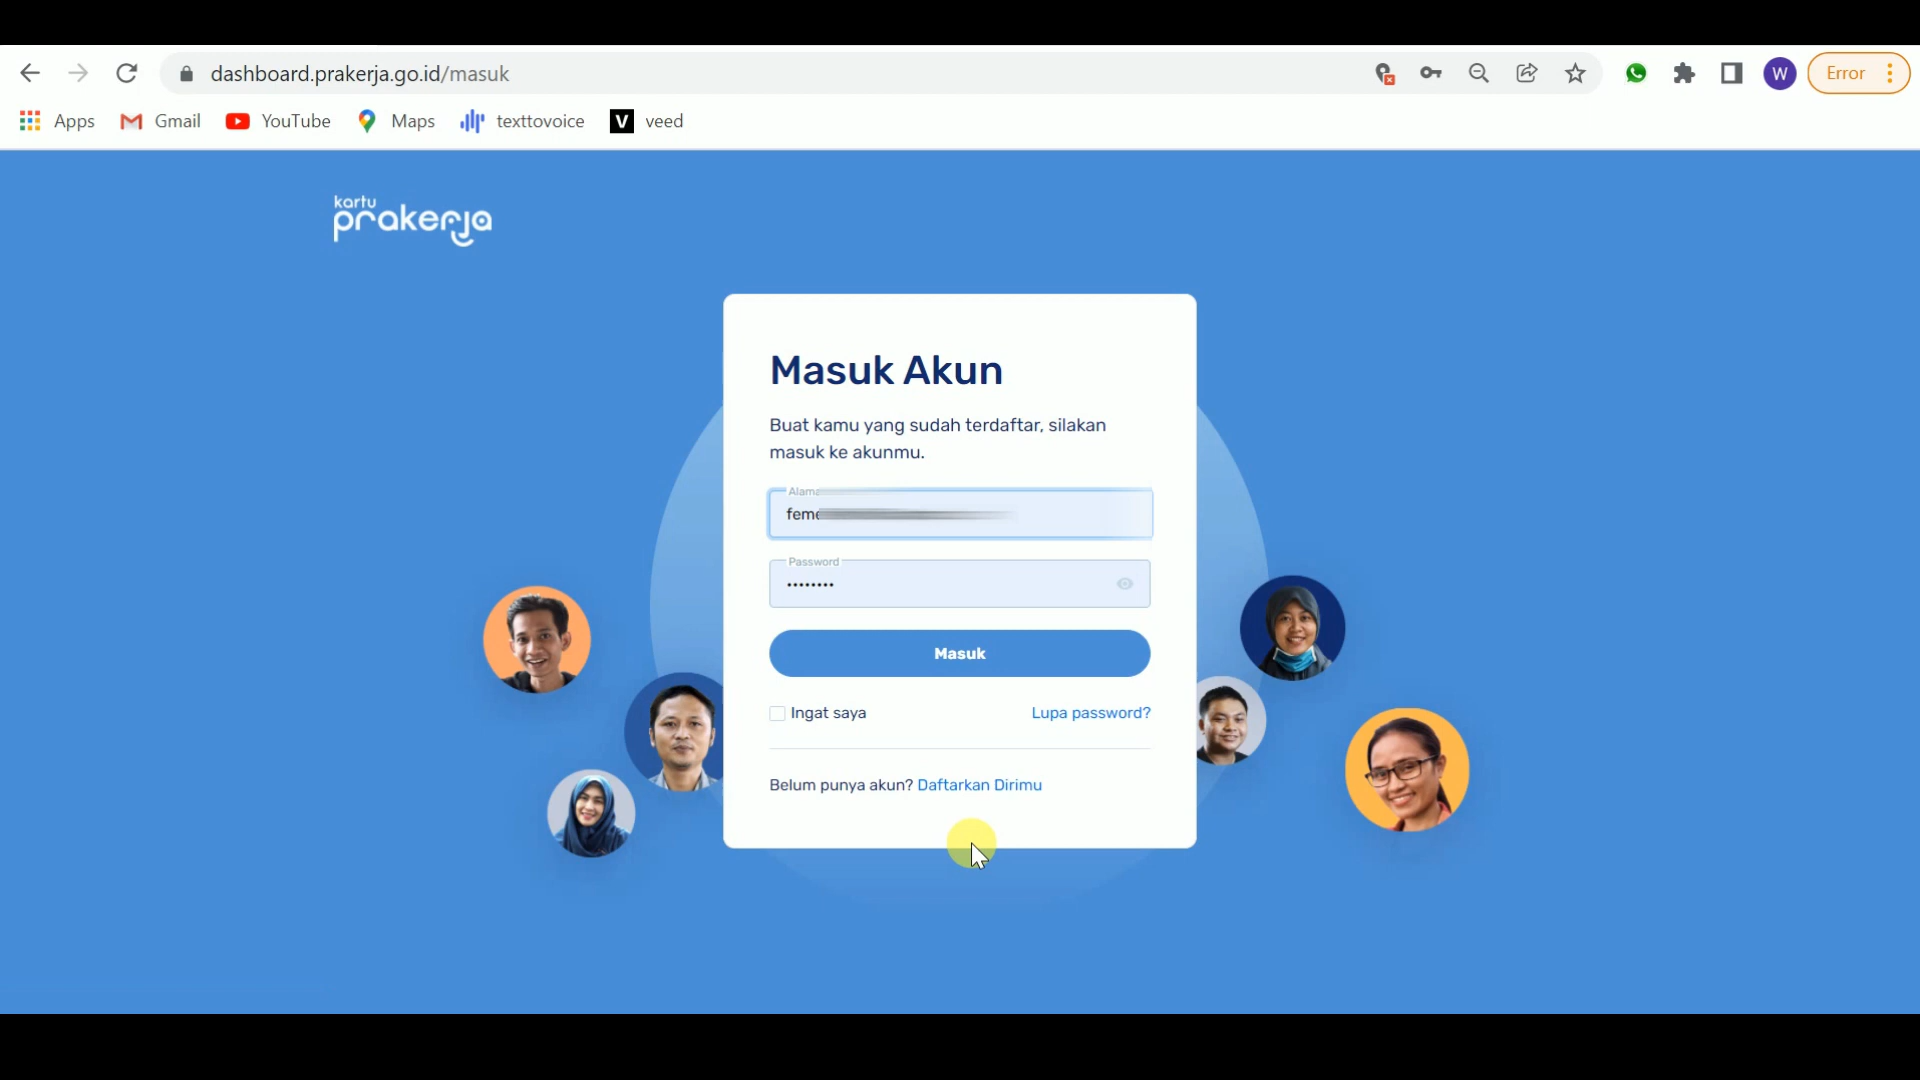 dashboard.prakerja.go.id/masuk
W
Error
Apps
Gmail
YouTube
Maps
texttovoice
V
veed
kartu
prakerja
Masuk Akun
Buat kamu yang sudah terdaftar, silakan
masuk ke akunmu.
Password
••••••••
Masuk
Ingat saya
Lupa password?
Belum punya akun? Daftarkan Dirimu